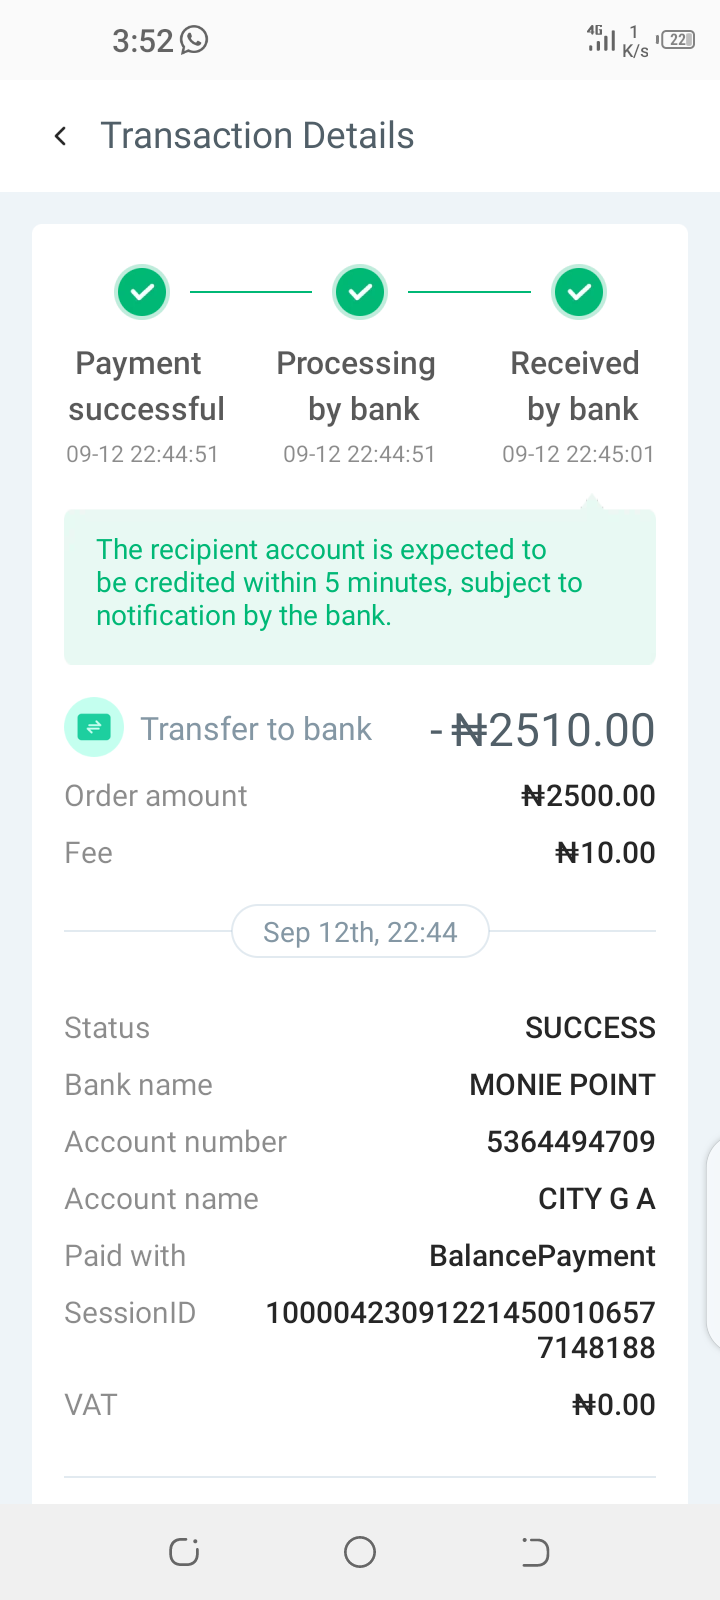 3:52
4G 1 K/s 22
Transaction Details
Payment successful
09-12 22:44:51
Processing by bank
09-12 22:44:51
Received by bank
09-12 22:45:01
The recipient account is expected to
be credited within 5 minutes, subject to
notification by the bank.
Transfer to bank -₦2510.00
Order amount ₦2500.00
Fee ₦10.00
Sep 12th, 22:44
Status SUCCESS
Bank name MONIE POINT
Account number 5364494709
Account name CITY G A
Paid with BalancePayment
SessionID 10000423091221450010657
7148188
VAT ₦0.00